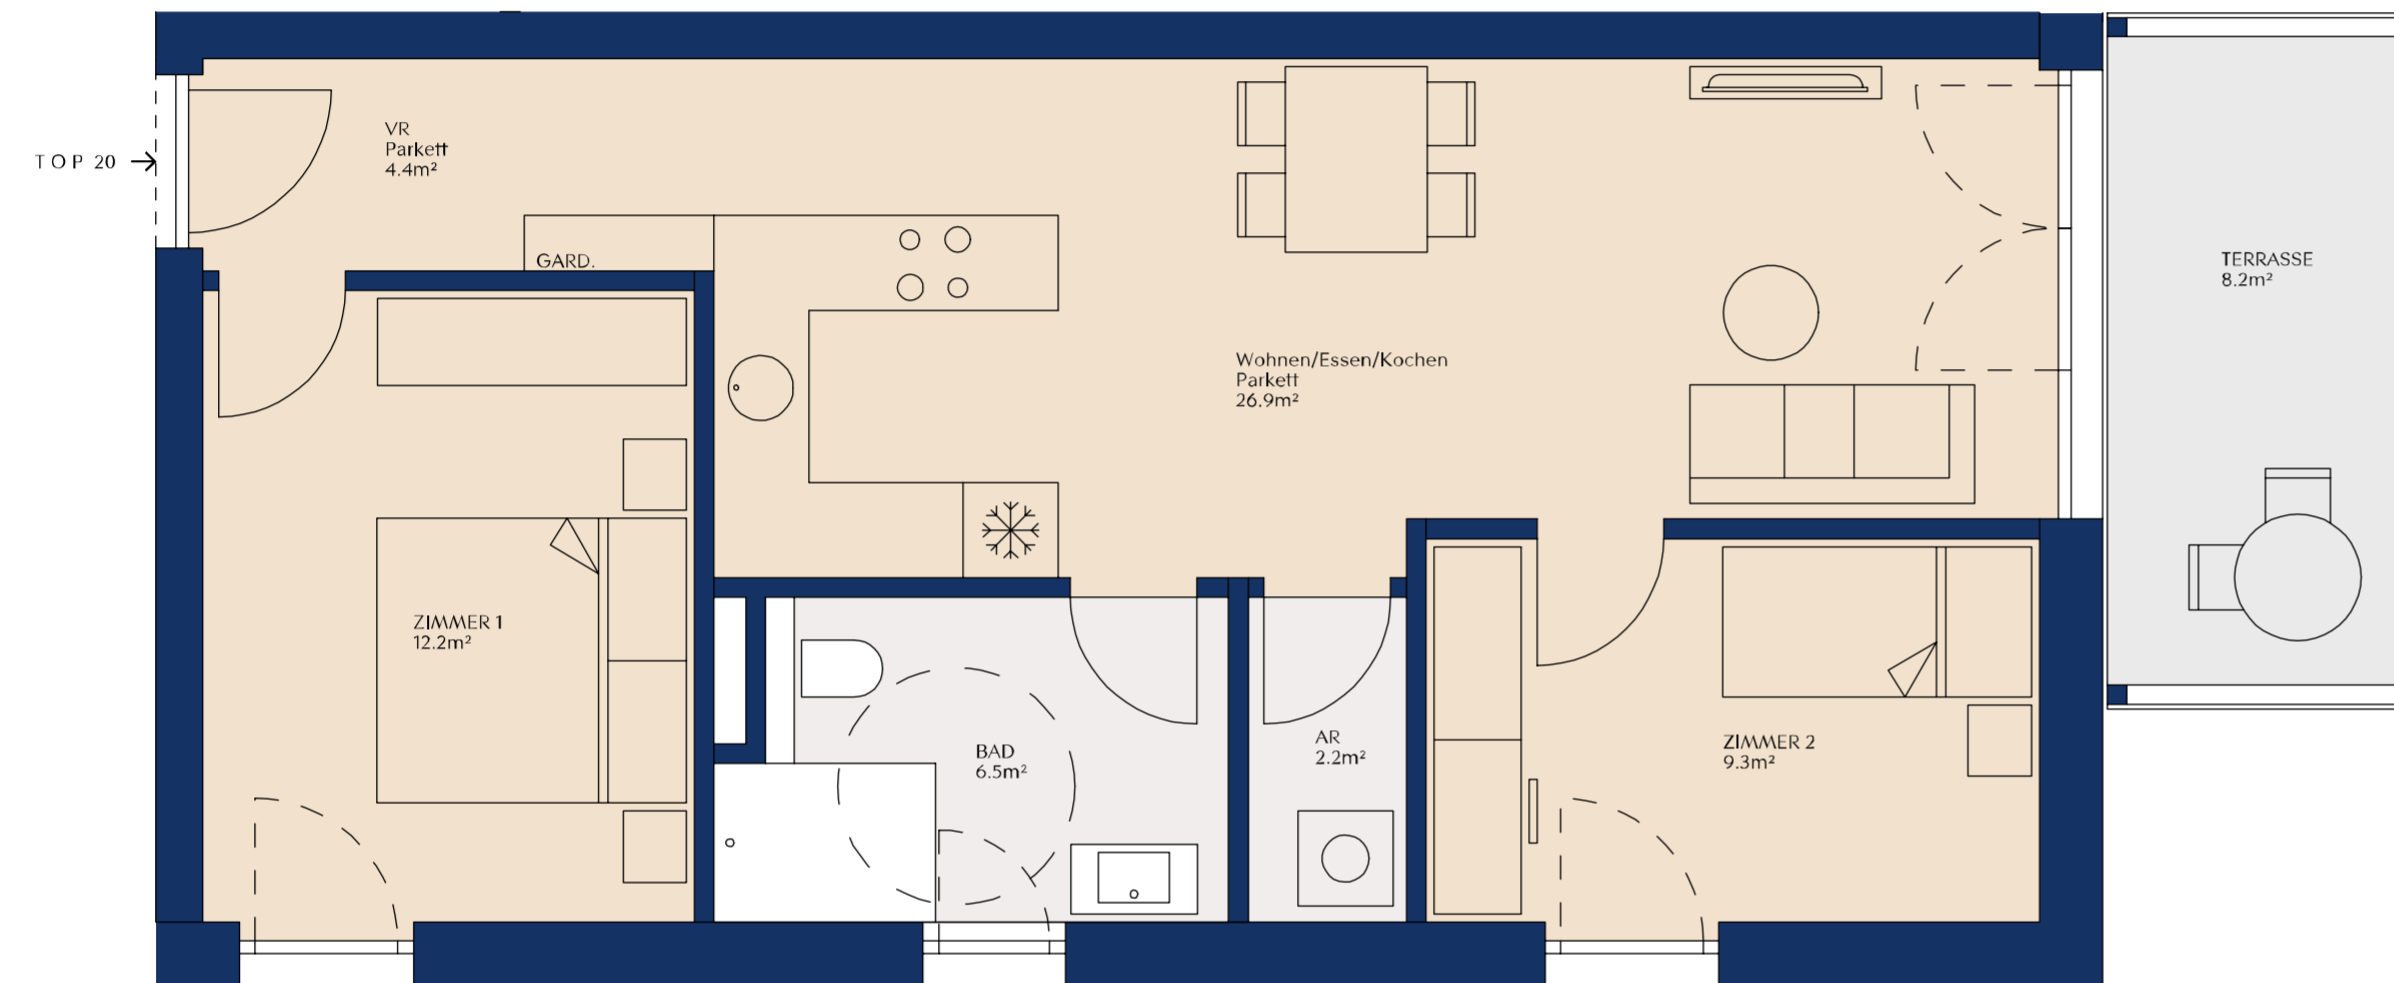 TOP 20
VR
Parkett
4.4m²
GARD.
Wohnen/Essen/Kochen
Parkett
26.9m²
TERRASSE
8.2m²
ZIMMER 1
12.2m²
BAD
6.5m²
AR
2.2m²
ZIMMER 2
9.3m²